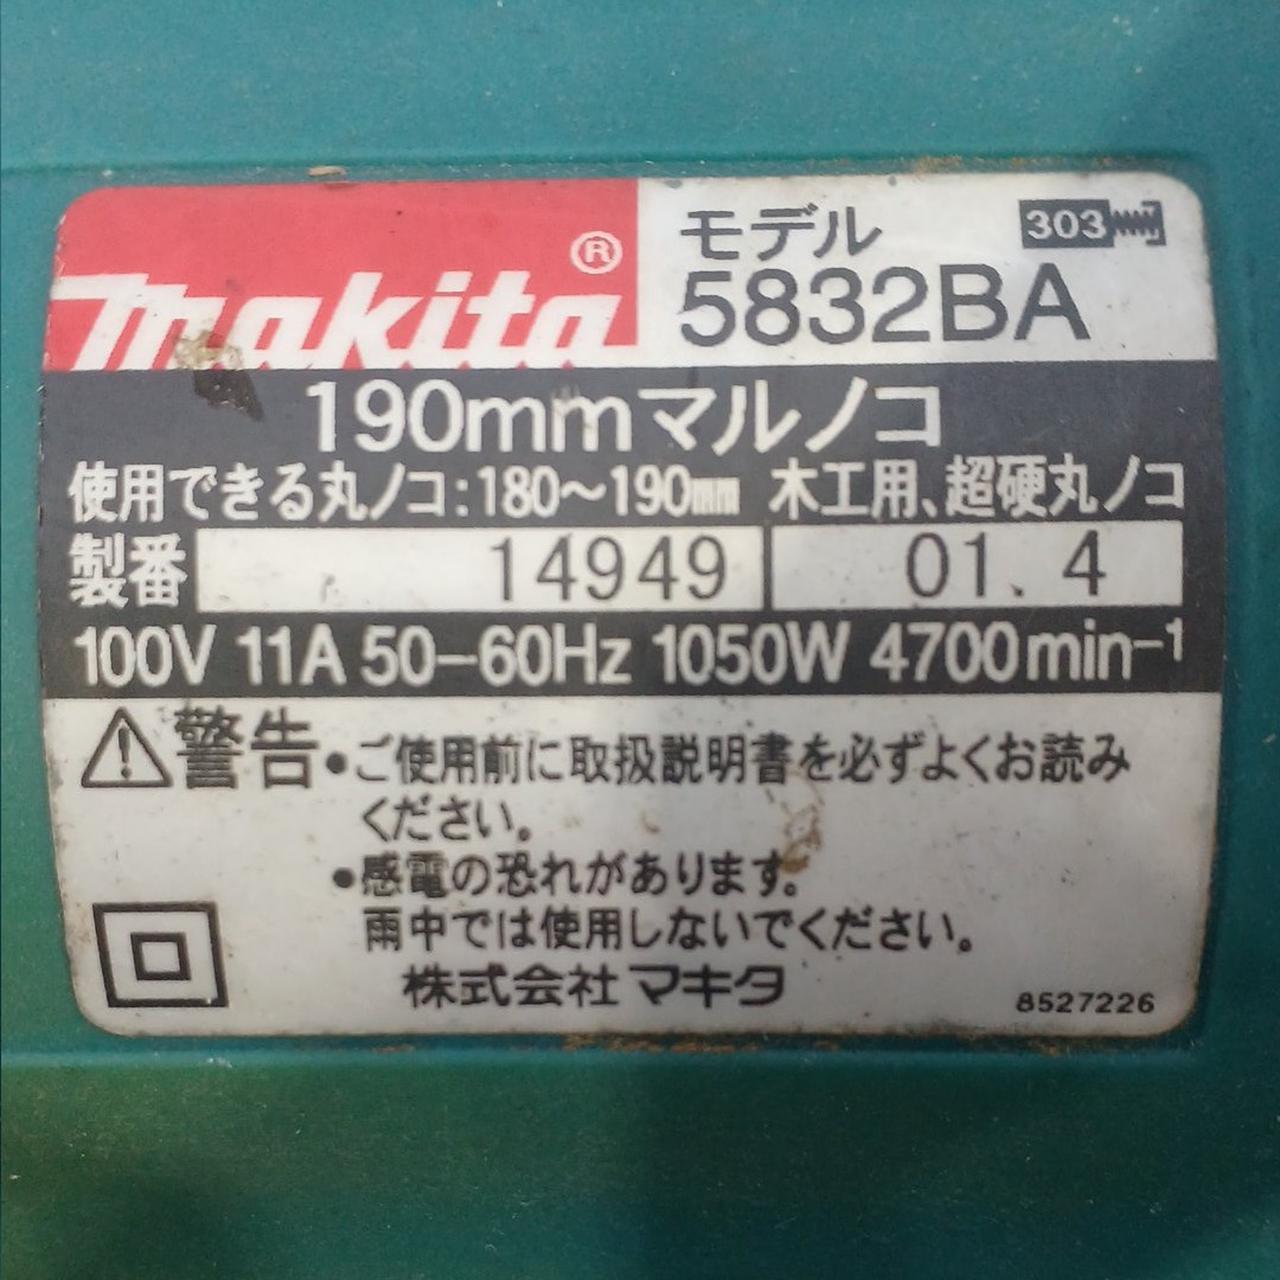 makita®
モデル
5832BA
303
190mmマルノコ
使用できる丸ノコ:180～190mm 木工用、超硬丸ノコ
製番 14949 01.4
100V 11A 50-60Hz 1050W 4700min-1
警告 •ご使用前に取扱説明書を必ずよくお読み
ください。
•感電の恐れがあります。
雨中では使用しないでください。
株式会社マキタ
8527226